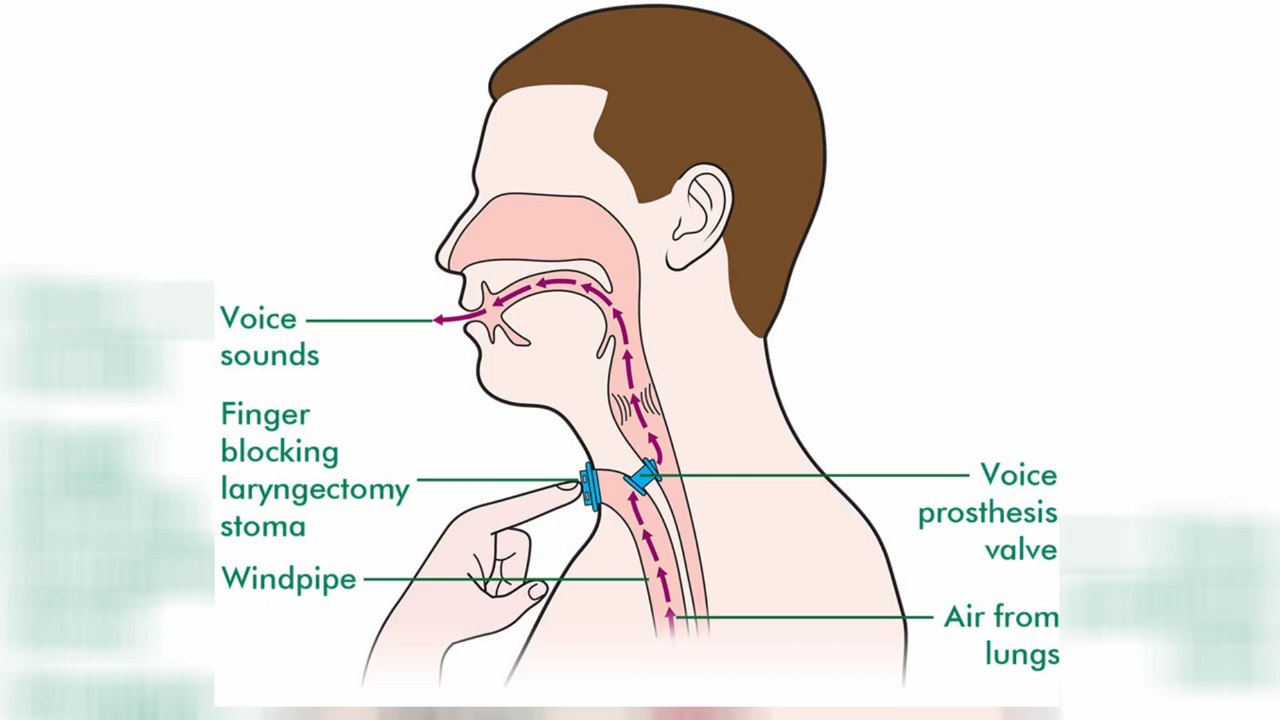 Voice
sounds
Finger
blocking
laryngectomy
stoma
Windpipe
Voice
prosthesis
valve
Air from
lungs